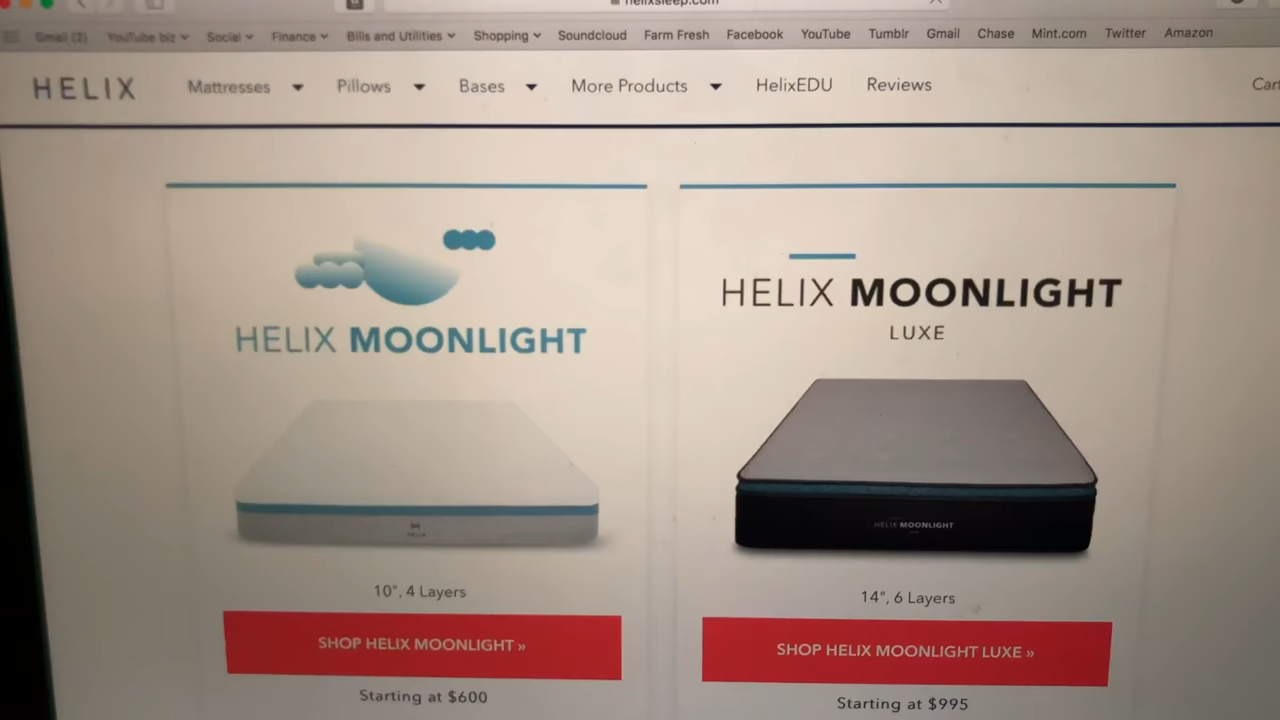 helixsleep.com
Gmail (2) YouTube biz Social Finance Bills and Utilities Shopping Soundcloud Farm Fresh Facebook YouTube Tumblr Gmail Chase Mint.com Twitter Amazon
HELIX Mattresses Pillows Bases More Products HelixEDU Reviews
HELIX MOONLIGHT
10", 4 Layers
SHOP HELIX MOONLIGHT »
Starting at $600
HELIX MOONLIGHT
LUXE
HELIX MOONLIGHT
14", 6 Layers
SHOP HELIX MOONLIGHT LUXE »
Starting at $995